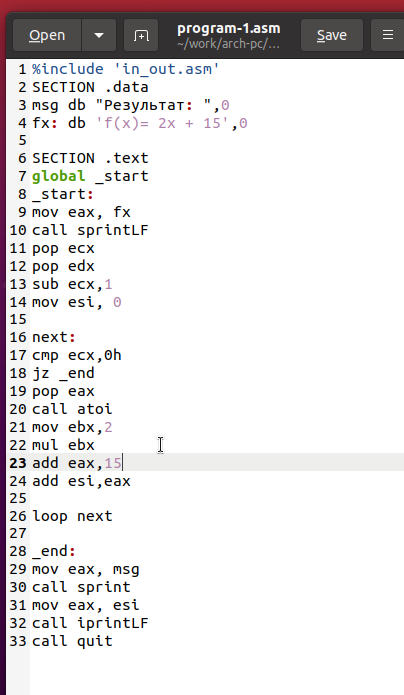 Open
program-1.asm
~/work/arch-pc/...
Save
1 %include 'in_out.asm'
2 SECTION .data
3 msg db "Результат: ",0
4 fx: db 'f(x)= 2x + 15',0
5
6 SECTION .text
7 global _start
8 _start:
9 mov eax, fx
10 call sprintLF
11 pop ecx
12 pop edx
13 sub ecx,1
14 mov esi, 0
15
16 next:
17 cmp ecx,0h
18 jz _end
19 pop eax
20 call atoi
21 mov ebx,2
22 mul ebx
23 add eax,15
24 add esi,eax
25
26 loop next
27
28 _end:
29 mov eax, msg
30 call sprint
31 mov eax, esi
32 call iprintLF
33 call quit